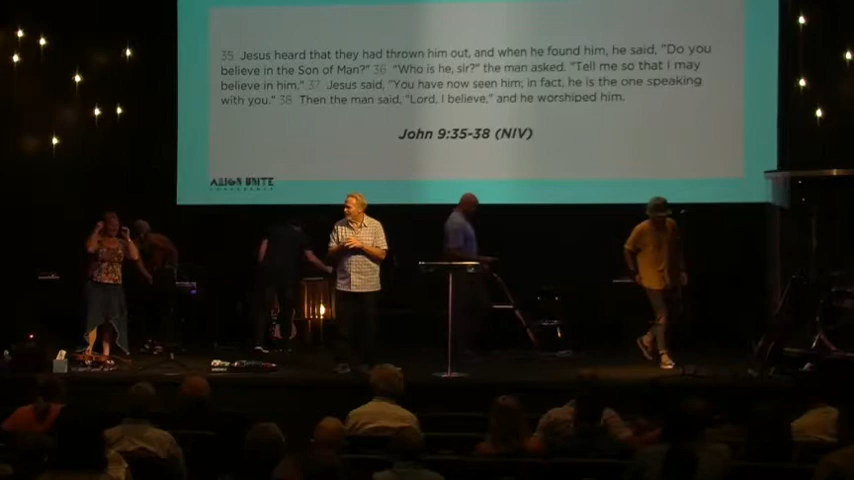 35 Jesus heard that they had thrown him out, and when he found him, he said, "Do you
believe in the Son of Man?" 36 "Who is he, sir?" the man asked. "Tell me so that I may
believe in him." 37 Jesus said, "You have now seen him; in fact, he is the one speaking
with you." 38 Then the man said, "Lord, I believe," and he worshiped him.
John 9:35-38 (NIV)
ALIGN UNITE
CONFERENCE